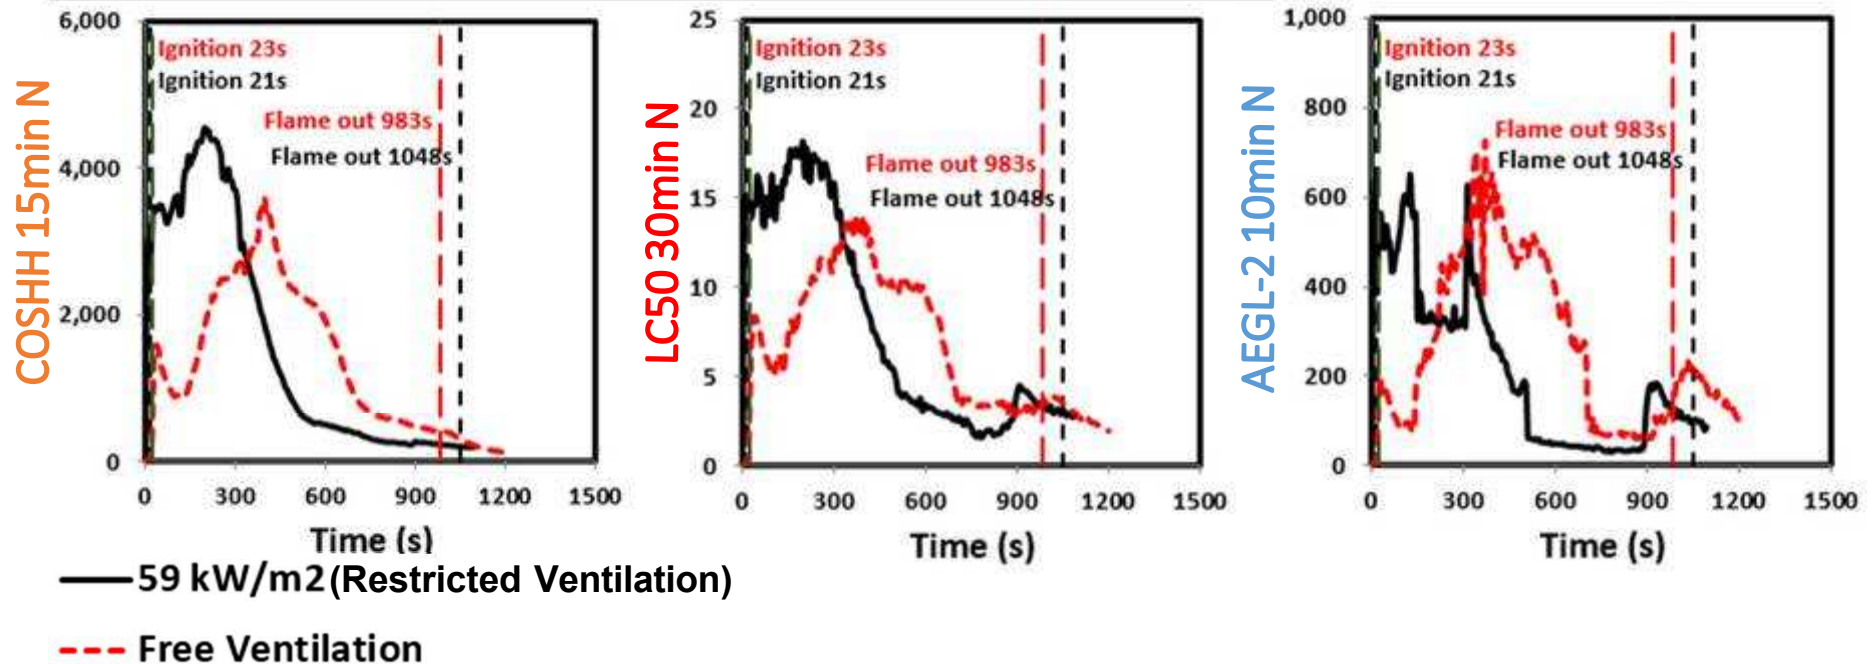 COSHH 15min N
6,000
4,000
2,000
0
Ignition 23s
Ignition 21s
Flame out 983s
Flame out 1048s
0 300 600 900 1200 1500
Time (s)
LC50 30min N
25
20
15
10
5
0
Ignition 23s
Ignition 21s
Flame out 983s
Flame out 1048s
0 300 600 900 1200 1500
Time (s)
AEGL-2 10min N
1,000
800
600
400
200
0
Ignition 23s
Ignition 21s
Flame out 983s
Flame out 1048s
0 300 600 900 1200 1500
Time (s)
59 kW/m2 (Restricted Ventilation)
Free Ventilation